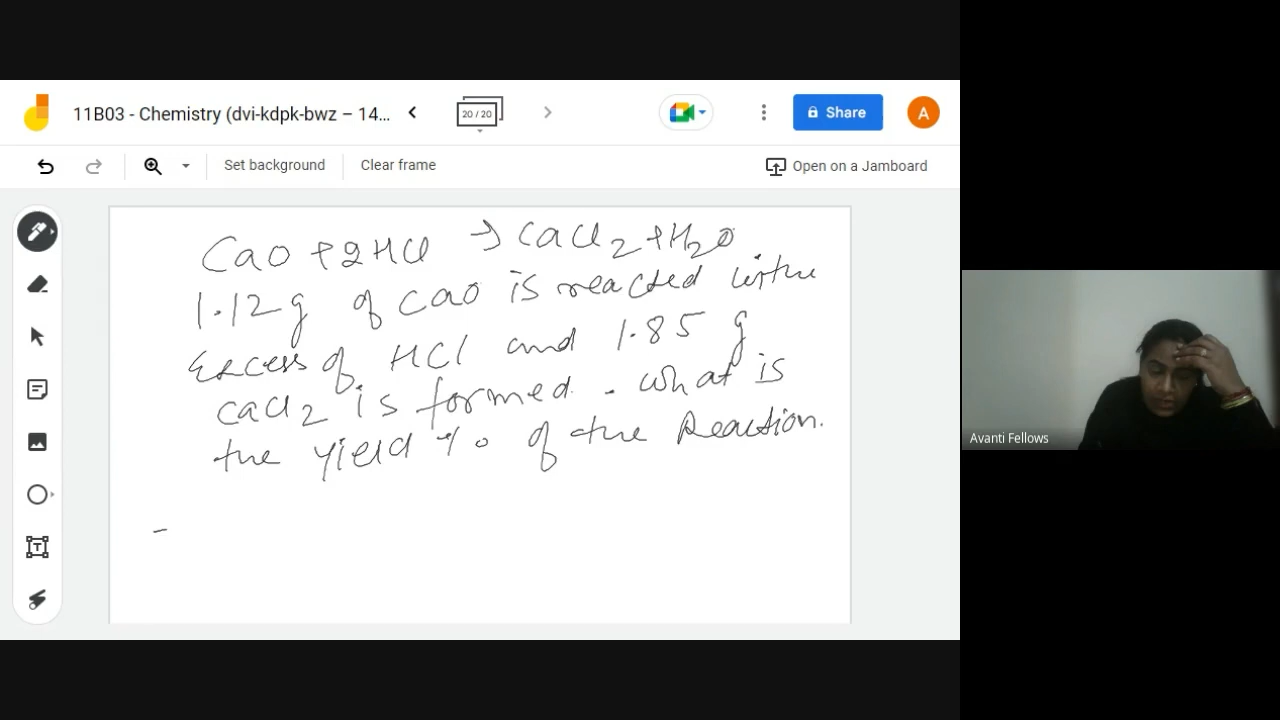 11B03 - Chemistry (dvi-kdpk-bwz – 14...
20 / 20
Share
A
Set background
Clear frame
Open on a Jamboard
CaO + 2HCl → CaCl2 + H2O
1.12g of CaO is reacted with the
Excess of HCl and 1.85 g
CaCl2 is formed. What is
the yield % of the Reaction.
Avanti Fellows